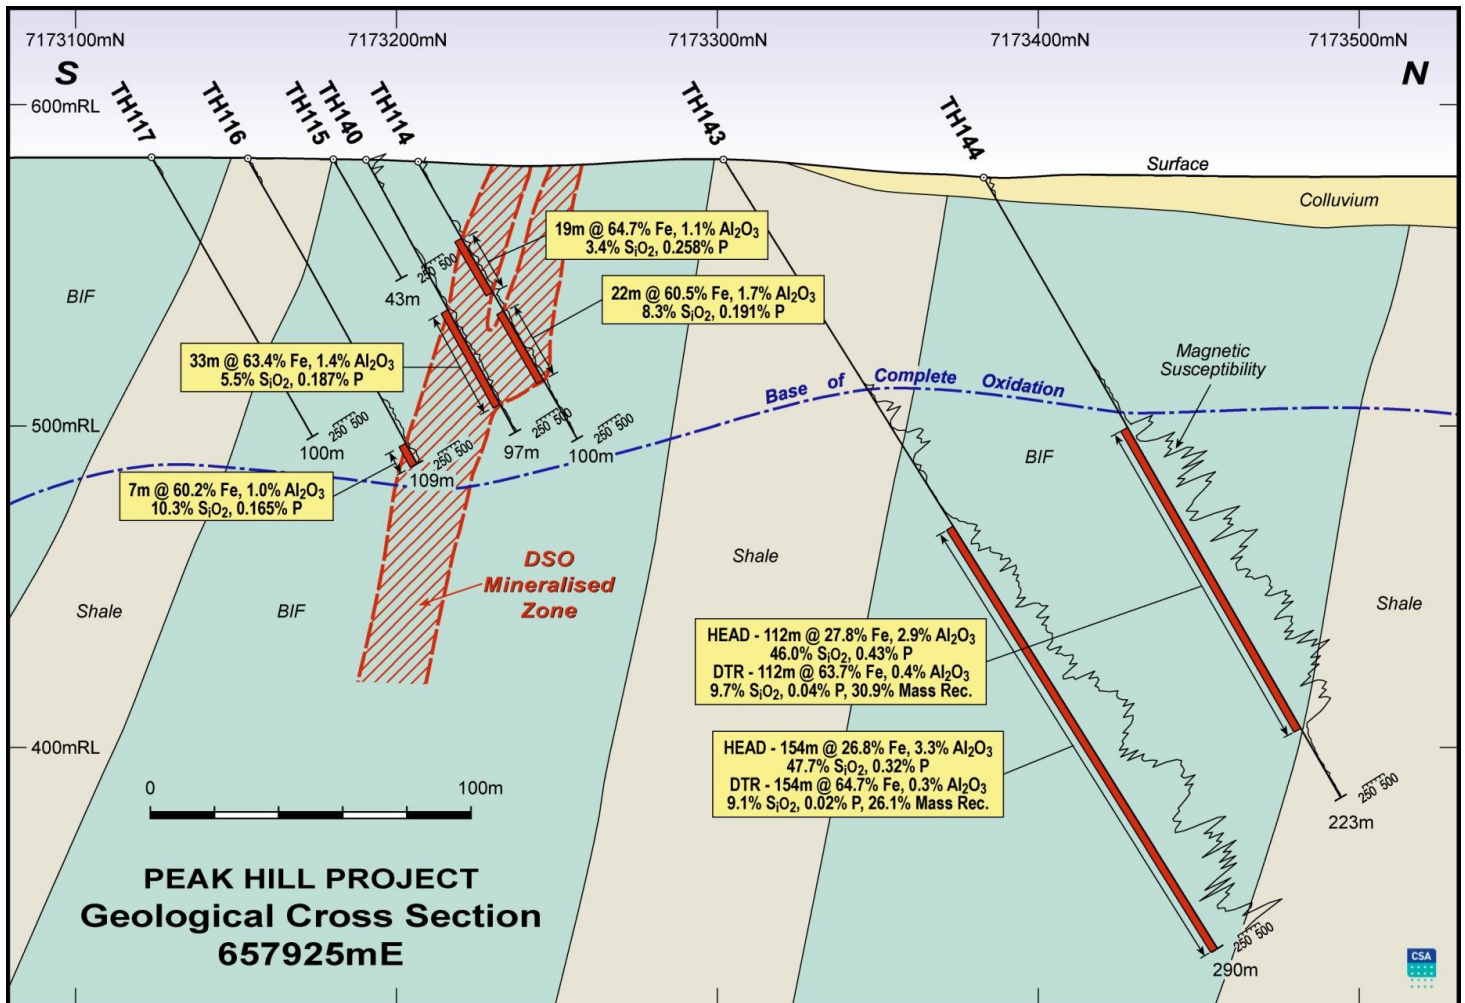 7173100mN
7173200mN
7173300mN
7173400mN
7173500mN
S
N
600mRL
TH117
TH116
TH115
TH140
TH114
TH143
TH144
Surface
Colluvium
19m @ 64.7% Fe, 1.1% Al₂O₃
3.4% SᵢO₂, 0.258% P
250 500
43m
BIF
22m @ 60.5% Fe, 1.7% Al₂O₃
8.3% SᵢO₂, 0.191% P
33m @ 63.4% Fe, 1.4% Al₂O₃
5.5% SᵢO₂, 0.187% P
Magnetic
Susceptibility
Base of Complete Oxidation
500mRL
250 500
100m
250 500
97m
250 500
100m
250 500
109m
BIF
7m @ 60.2% Fe, 1.0% Al₂O₃
10.3% SᵢO₂, 0.165% P
DSO
Mineralised
Zone
Shale
Shale
BIF
Shale
HEAD - 112m @ 27.8% Fe, 2.9% Al₂O₃
46.0% SᵢO₂, 0.43% P
DTR - 112m @ 63.7% Fe, 0.4% Al₂O₃
9.7% SᵢO₂, 0.04% P, 30.9% Mass Rec.
400mRL
HEAD - 154m @ 26.8% Fe, 3.3% Al₂O₃
47.7% SᵢO₂, 0.32% P
DTR - 154m @ 64.7% Fe, 0.3% Al₂O₃
9.1% SᵢO₂, 0.02% P, 26.1% Mass Rec.
0 100m
250 500
223m
PEAK HILL PROJECT
Geological Cross Section
657925mE
250 500
290m
CSA